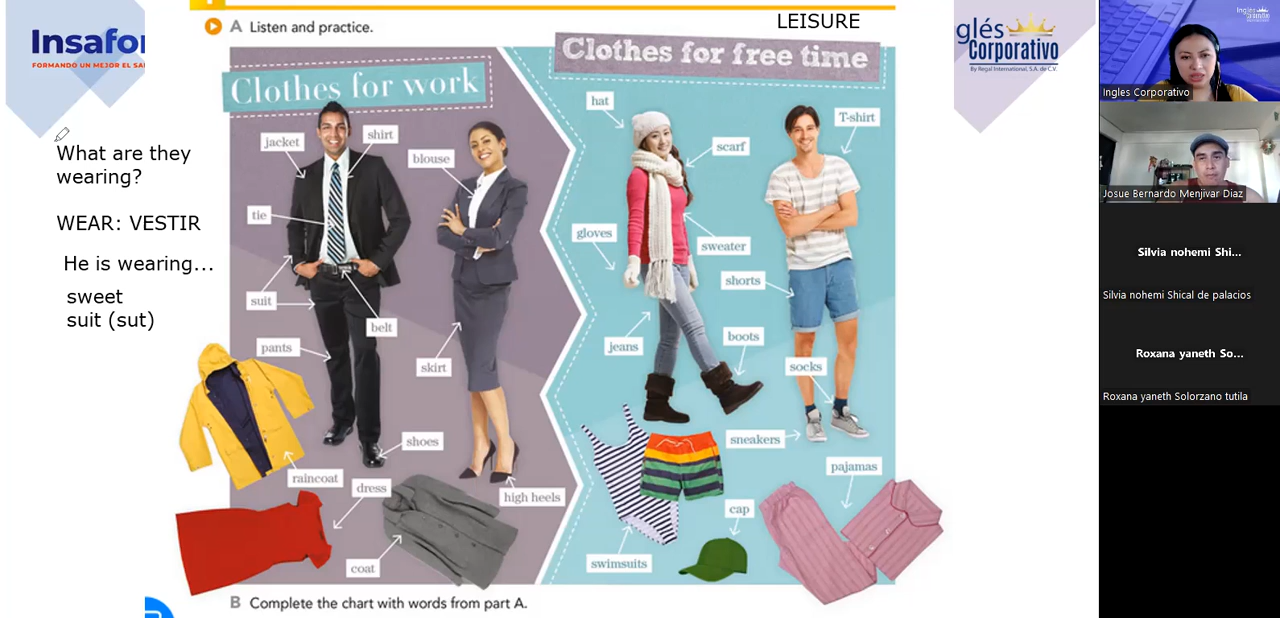 Insafor
FORMANDO UN MEJOR EL SAL
A Listen and practice.
LEISURE
glés
Corporativo
By Regal International, S.A. de C.V.
Clothes for work
Clothes for free time
What are they
wearing?
WEAR: VESTIR
He is wearing...
sweet
suit (sut)
jacket
shirt
blouse
tie
suit
belt
pants
skirt
shoes
raincoat
dress
high heels
coat
hat
T-shirt
scarf
gloves
sweater
shorts
jeans
boots
socks
sneakers
pajamas
cap
swimsuits
B Complete the chart with words from part A.
Ingles Corporativo
Josue Bernardo Menjivar Diaz
Silvia nohemi Shi...
Silvia nohemi Shical de palacios
Roxana yaneth So...
Roxana yaneth Solorzano tutila